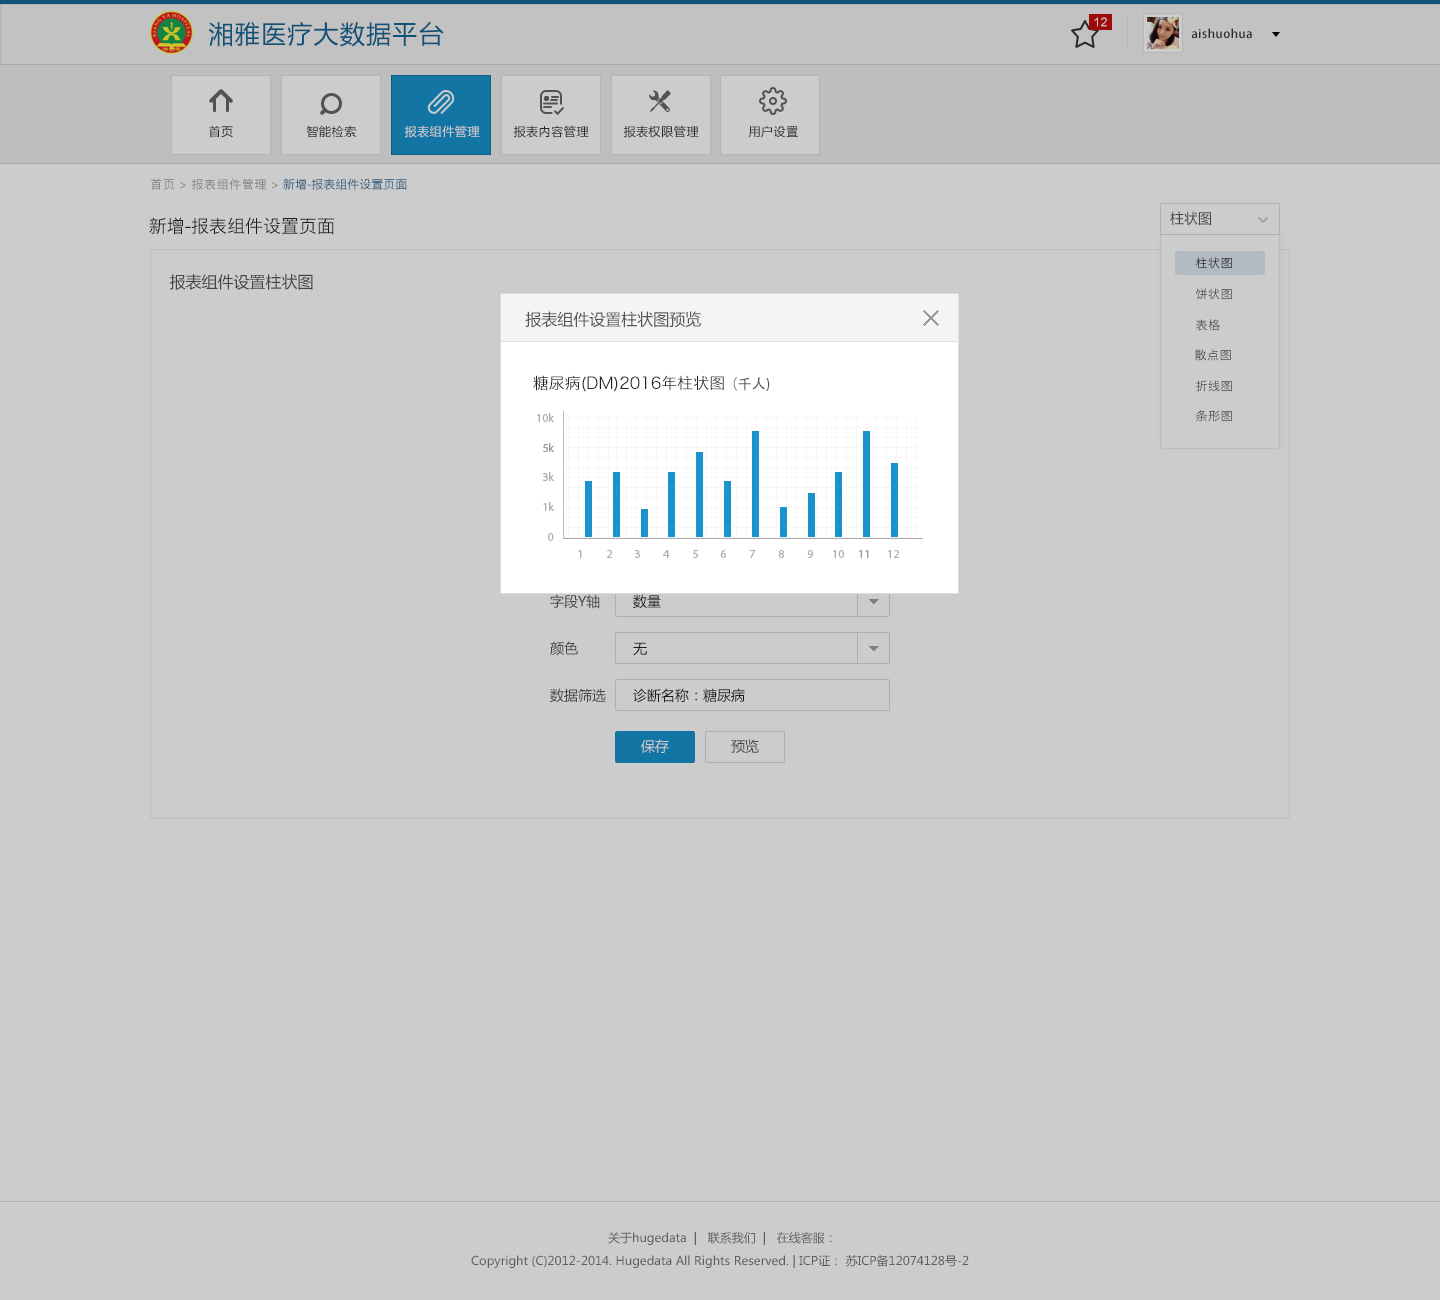 湘雅医疗大数据平台
12
aishuohua
首页
智能检索
报表组件管理
报表内容管理
报表权限管理
用户设置
首页 > 报表组件管理 > 新增-报表组件设置页面
新增-报表组件设置页面
柱状图
柱状图
饼状图
表格
散点图
折线图
条形图
报表组件设置柱状图
报表组件设置柱状图预览
糖尿病(DM)2016年柱状图（千人）
10k
5k
3k
1k
0
1 2 3 4 5 6 7 8 9 10 11 12
字段Y轴 数量
颜色 无
数据筛选 诊断名称：糖尿病
保存 预览
关于hugedata | 联系我们 | 在线客服：
Copyright (C)2012-2014. Hugedata All Rights Reserved. | ICP证： 苏ICP备12074128号-2